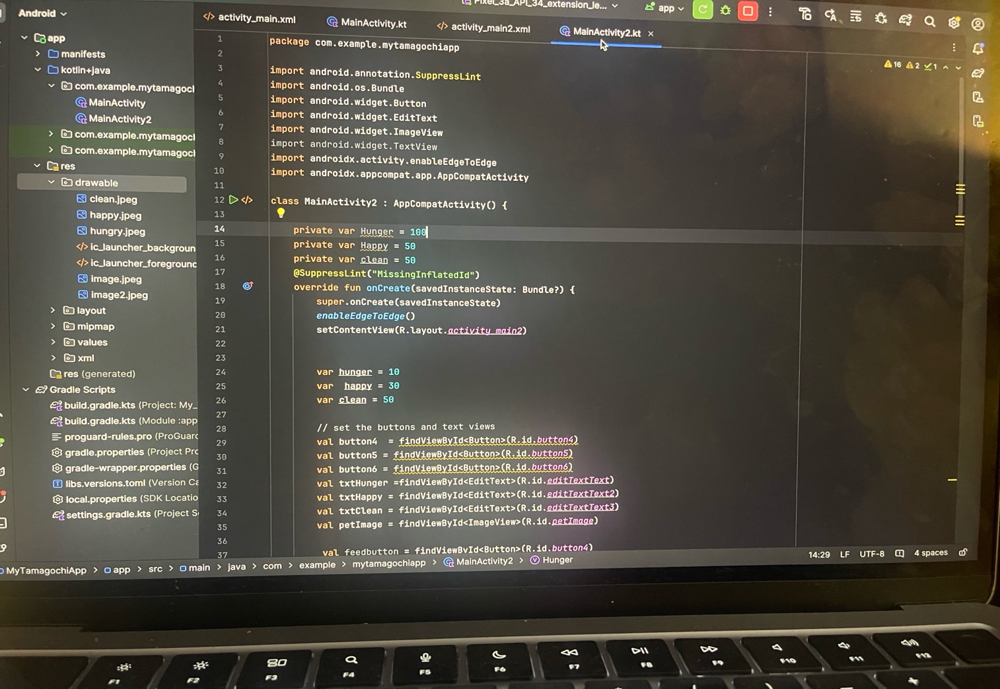 Pixel_3a_API_34_extension_le...
app
Android
activity_main.xml
MainActivity.kt
activity_main2.xml
MainActivity2.kt
16 2 1
app
manifests
kotlin+java
com.example.mytamagocl
MainActivity
MainActivity2
com.example.mytamagocl
com.example.mytamagocl
res
drawable
clean.jpeg
happy.jpeg
hungry.jpeg
ic_launcher_backgroun
ic_launcher_foreground
image.jpeg
image2.jpeg
layout
mipmap
values
xml
res (generated)
Gradle Scripts
build.gradle.kts (Project: My_
build.gradle.kts (Module :app
proguard-rules.pro (ProGuard
gradle.properties (Project Pro
gradle-wrapper.properties (G
libs.versions.toml (Version Ca
local.properties (SDK Locatio
settings.gradle.kts (Project S
1 package com.example.mytamagochiapp
2
3 import android.annotation.SuppressLint
4 import android.os.Bundle
5 import android.widget.Button
6 import android.widget.EditText
7 import android.widget.ImageView
8 import android.widget.TextView
9 import androidx.activity.enableEdgeToEdge
10 import androidx.appcompat.app.AppCompatActivity
11
12 class MainActivity2 : AppCompatActivity() {
13
14 private var Hunger = 100
15 private var Happy = 50
16 private var clean = 50
17 @SuppressLint("MissingInflatedId")
18 override fun onCreate(savedInstanceState: Bundle?) {
19 super.onCreate(savedInstanceState)
20 enableEdgeToEdge()
21 setContentView(R.layout.activity_main2)
22
23
24 var hunger = 10
25 var happy = 30
26 var clean = 50
27
28 // set the buttons and text views
29 val button4 = findViewById<Button>(R.id.button4)
30 val button5 = findViewById<Button>(R.id.button5)
31 val button6 = findViewById<Button>(R.id.button6)
32 val txtHunger =findViewById<EditText>(R.id.editTextText)
33 val txtHappy = findViewById<EditText>(R.id.editTextText2)
34 val txtClean = findViewById<EditText>(R.id.editTextText3)
35 val petImage = findViewById<ImageView>(R.id.petImage)
36
37 val feedbutton = findViewById<Button>(R.id.button4)
MyTamagochiApp > app > src > main > java > com > example > mytamagochiapp > MainActivity2 > Hunger
14:29 LF UTF-8 4 spaces
F1 F2 F3 F4 F5 F6 F7 F8 F9 F10 F11 F12